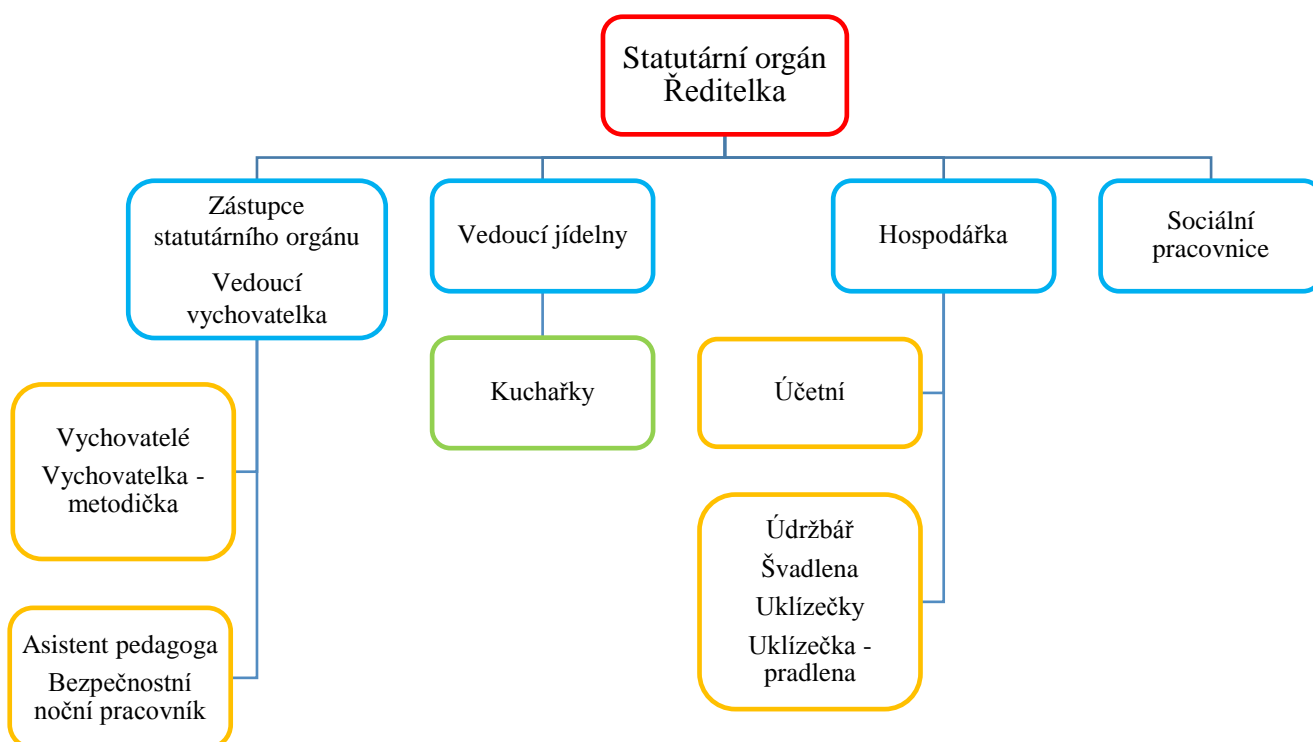 Statutární orgán
Ředitelka
Zástupce
statutárního orgánu
Vedoucí
vychovatelka
Vedoucí jídelny
Hospodářka
Sociální
pracovnice
Kuchařky
Účetní
Vychovatelé
Vychovatelka -
metodička
Údržbář
Švadlena
Uklízečky
Uklízečka -
pradlena
Asistent pedagoga
Bezpečnostní
noční pracovník